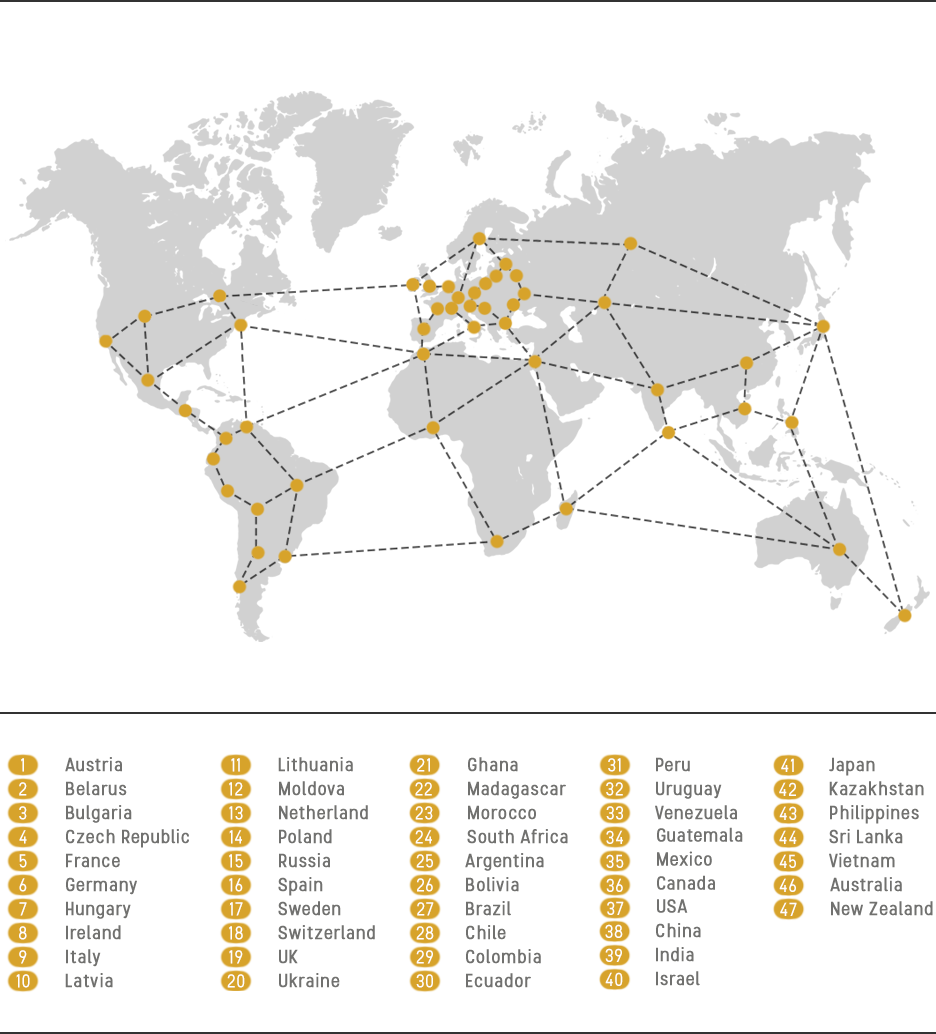 1 Austria
2 Belarus
3 Bulgaria
4 Czech Republic
5 France
6 Germany
7 Hungary
8 Ireland
9 Italy
10 Latvia
11 Lithuania
12 Moldova
13 Netherland
14 Poland
15 Russia
16 Spain
17 Sweden
18 Switzerland
19 UK
20 Ukraine
21 Ghana
22 Madagascar
23 Morocco
24 South Africa
25 Argentina
26 Bolivia
27 Brazil
28 Chile
29 Colombia
30 Ecuador
31 Peru
32 Uruguay
33 Venezuela
34 Guatemala
35 Mexico
36 Canada
37 USA
38 China
39 India
40 Israel
41 Japan
42 Kazakhstan
43 Philippines
44 Sri Lanka
45 Vietnam
46 Australia
47 New Zealand